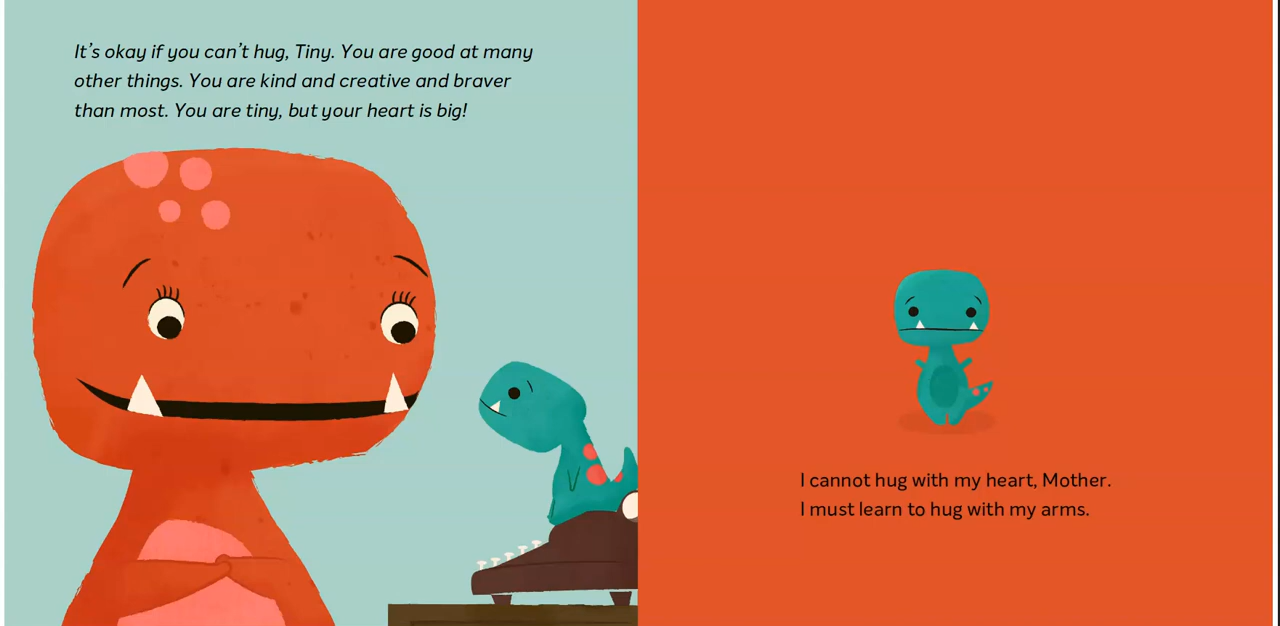 It’s okay if you can’t hug, Tiny. You are good at many
other things. You are kind and creative and braver
than most. You are tiny, but your heart is big!
I cannot hug with my heart, Mother.
I must learn to hug with my arms.